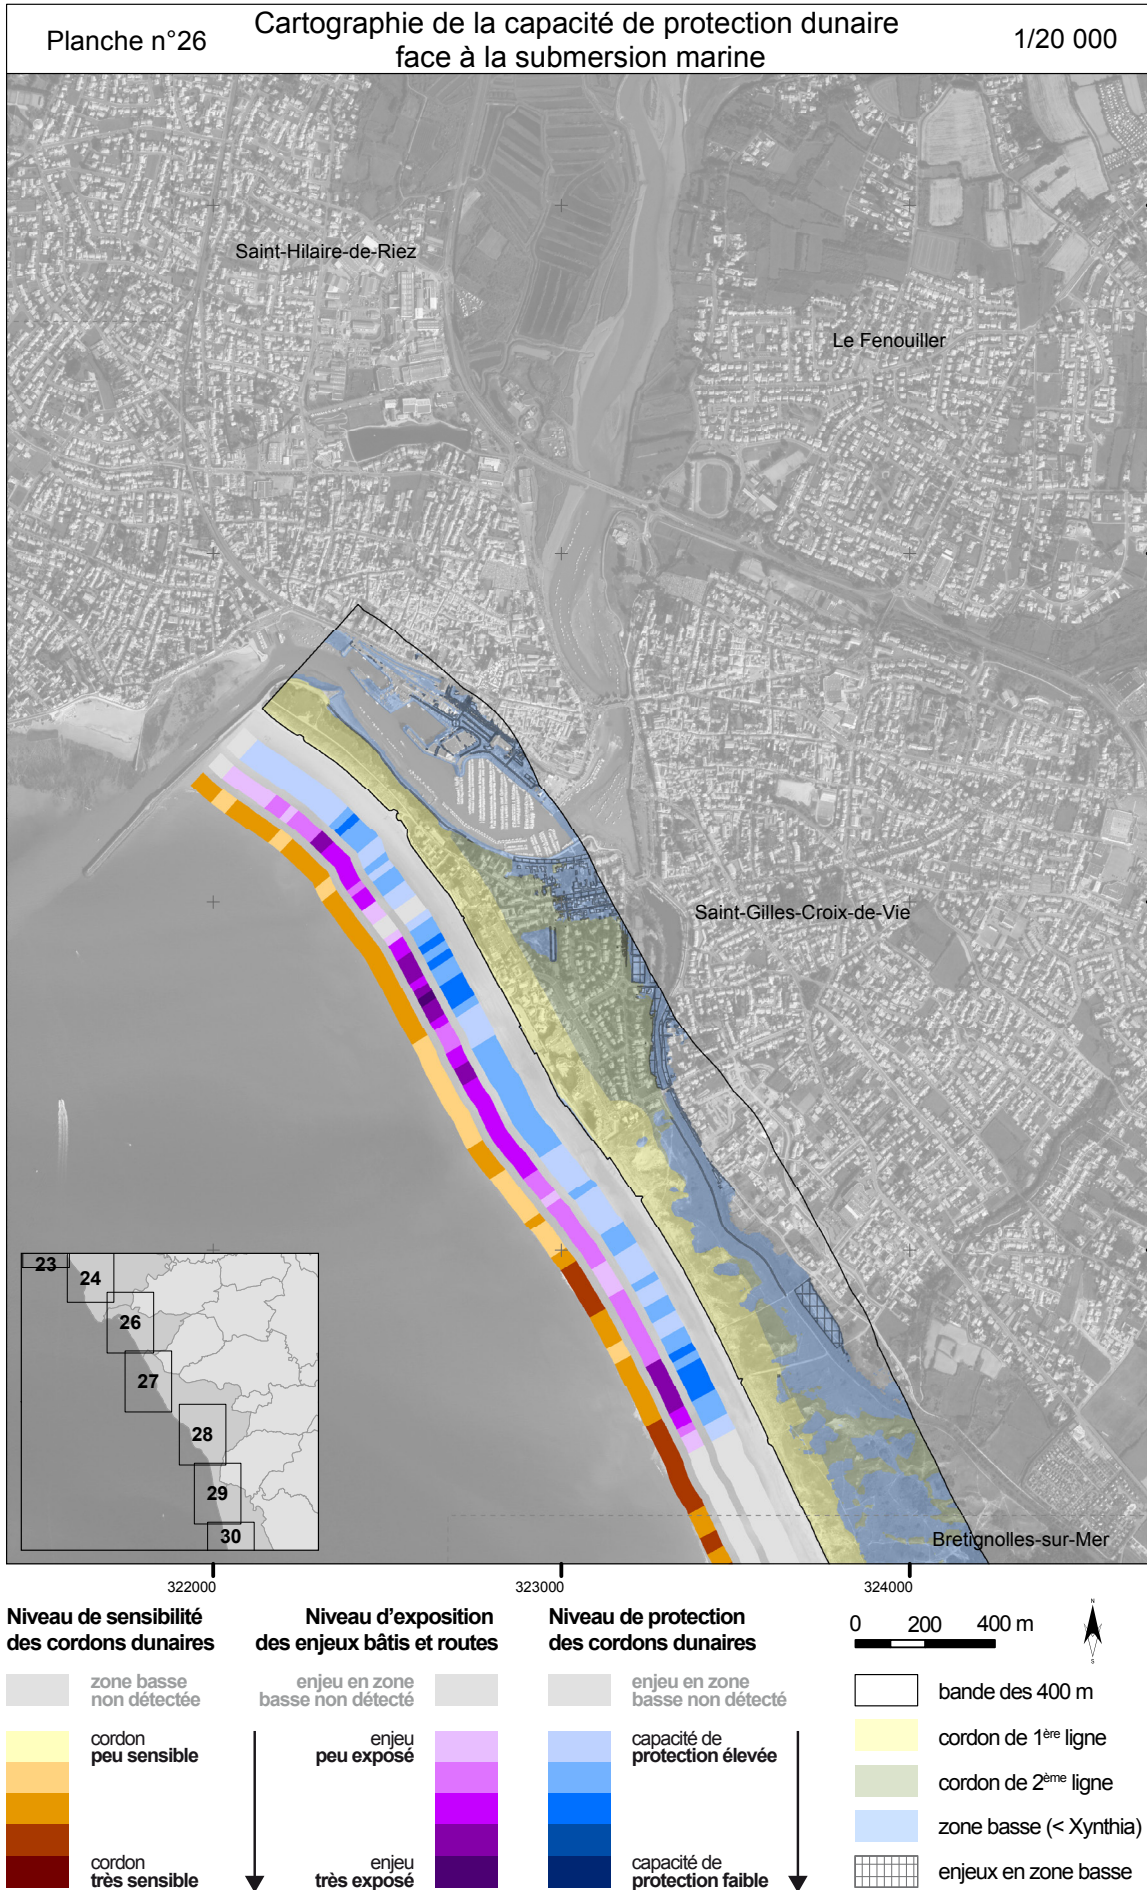 Planche n°26
Cartographie de la capacité de protection dunaire
face à la submersion marine
1/20 000
Saint-Hilaire-de-Riez
Le Fenouiller
Saint-Gilles-Croix-de-Vie
Bretignolles-sur-Mer
23
24
26
27
28
29
30
322000
323000
324000
Niveau de sensibilité
des cordons dunaires
zone basse
non détectée
cordon
peu sensible
cordon
très sensible
Niveau d'exposition
des enjeux bâtis et routes
enjeu en zone
basse non détecté
enjeu
peu exposé
enjeu
très exposé
Niveau de protection
des cordons dunaires
enjeu en zone
basse non détecté
capacité de
protection élevée
capacité de
protection faible
0 200 400 m
N
S
bande des 400 m
cordon de 1ère ligne
cordon de 2ème ligne
zone basse (< Xynthia)
enjeux en zone basse